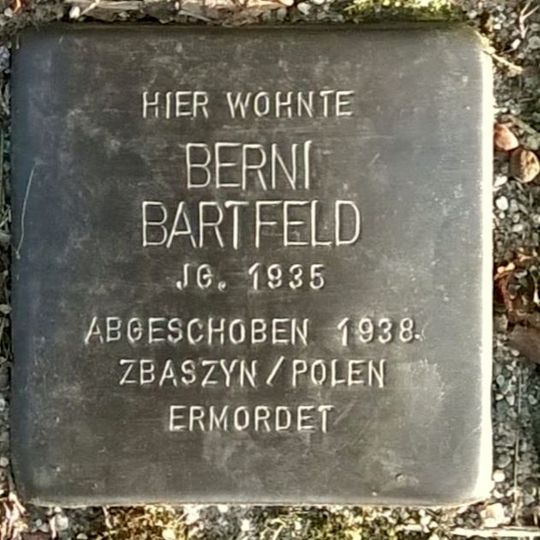 HIER WOHNTE
BERNI
BARTFELD
JG. 1935
ABGESCHOBEN 1938
ZBASZYN / POLEN
ERMORDET